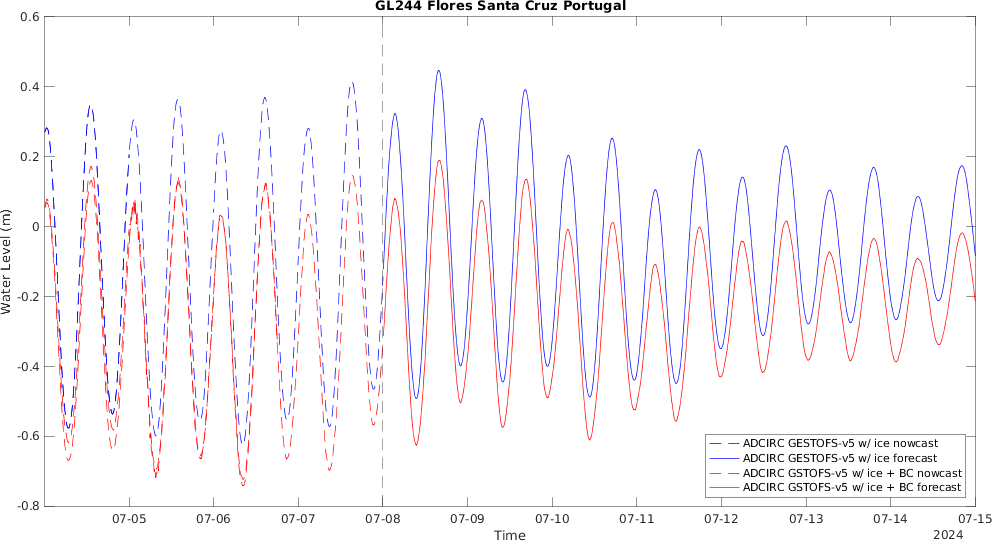 GL244 Flores Santa Cruz Portugal
0.6
0.4
0.2
0
-0.2
-0.4
-0.6
-0.8
Water Level (m)
ADCIRC GESTOFS-v5 w/ ice nowcast
ADCIRC GESTOFS-v5 w/ ice forecast
ADCIRC GSTOFS-v5 w/ ice + BC nowcast
ADCIRC GSTOFS-v5 w/ ice + BC forecast
07-05 07-06 07-07 07-08 07-09 07-10 07-11 07-12 07-13 07-14 07-15
Time
2024